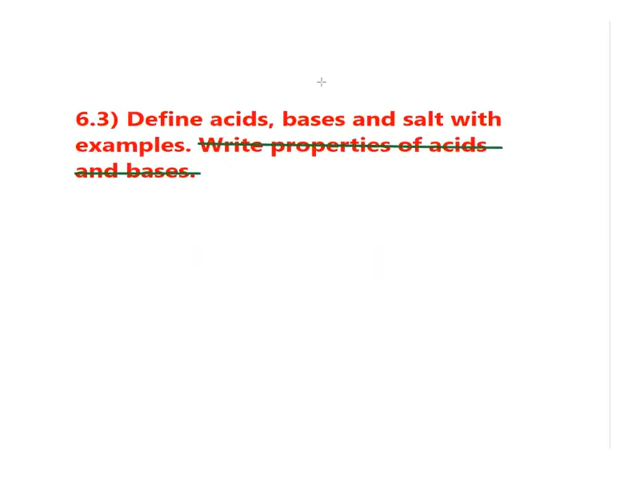 6.3) Define acids, bases and salt with
examples. Write properties of acids
and bases.